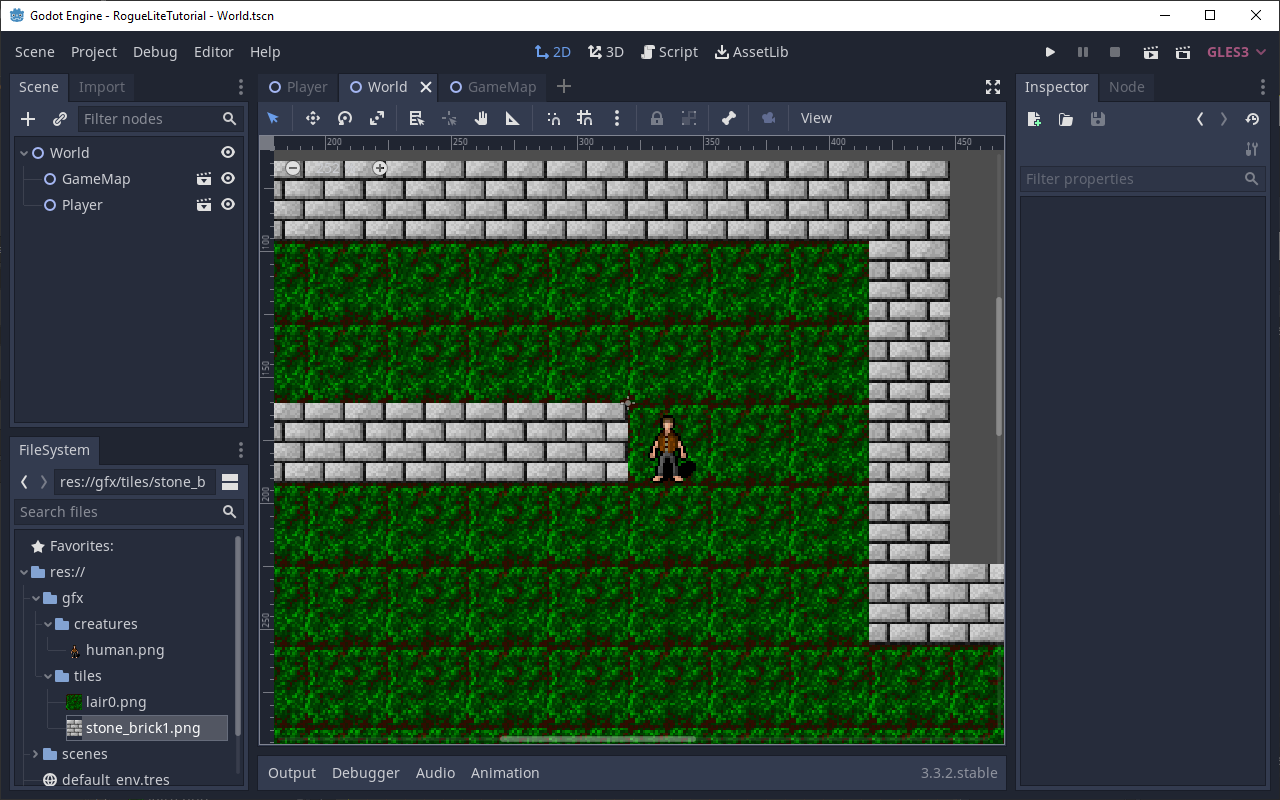 Godot Engine - RogueLiteTutorial - World.tscn
Scene Project Debug Editor Help 2D 3D Script AssetLib GLES3
Scene Import
Filter nodes
World
GameMap
Player
FileSystem
res://gfx/tiles/stone_b
Search files
Favorites:
res://
gfx
creatures
human.png
tiles
lair0.png
stone_brick1.png
scenes
default_env.tres
Player World GameMap
View
200 250 300 350 400 450
100
150
200
250
Output Debugger Audio Animation 3.3.2.stable
Inspector Node
Filter properties